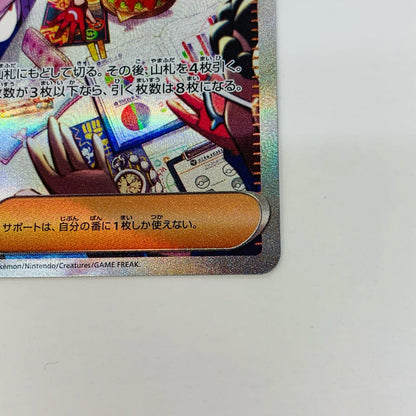 山札にもどして切る。その後、山札を4枚引く。
枚数が3枚以下なら、引く枚数は8枚になる。
サポートは、自分の番に1枚しか使えない。
okémon/Nintendo/Creatures/GAME FREAK.